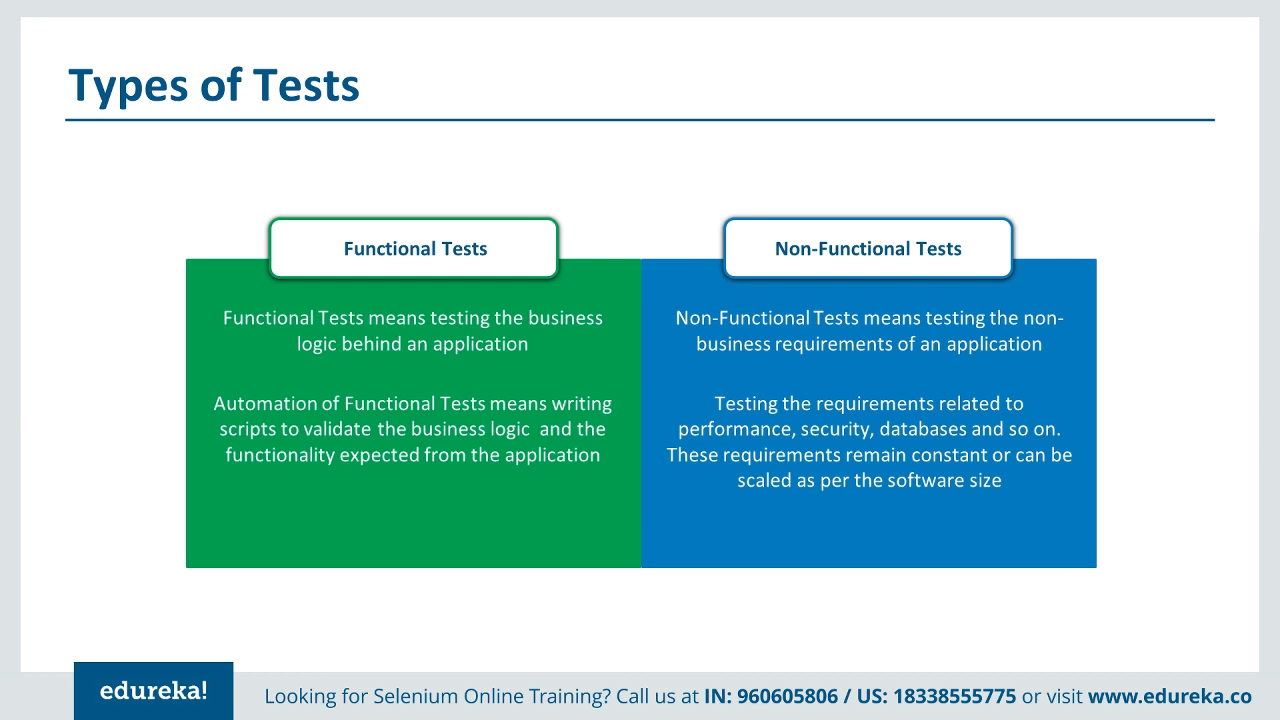 Types of Tests
Functional Tests
Functional Tests means testing the business
logic behind an application
Automation of Functional Tests means writing
scripts to validate the business logic and the
functionality expected from the application
Non-Functional Tests
Non-Functional Tests means testing the non-
business requirements of an application
Testing the requirements related to
performance, security, databases and so on.
These requirements remain constant or can be
scaled as per the software size
edureka!
Looking for Selenium Online Training? Call us at IN: 960605806 / US: 18338555775 or visit www.edureka.co